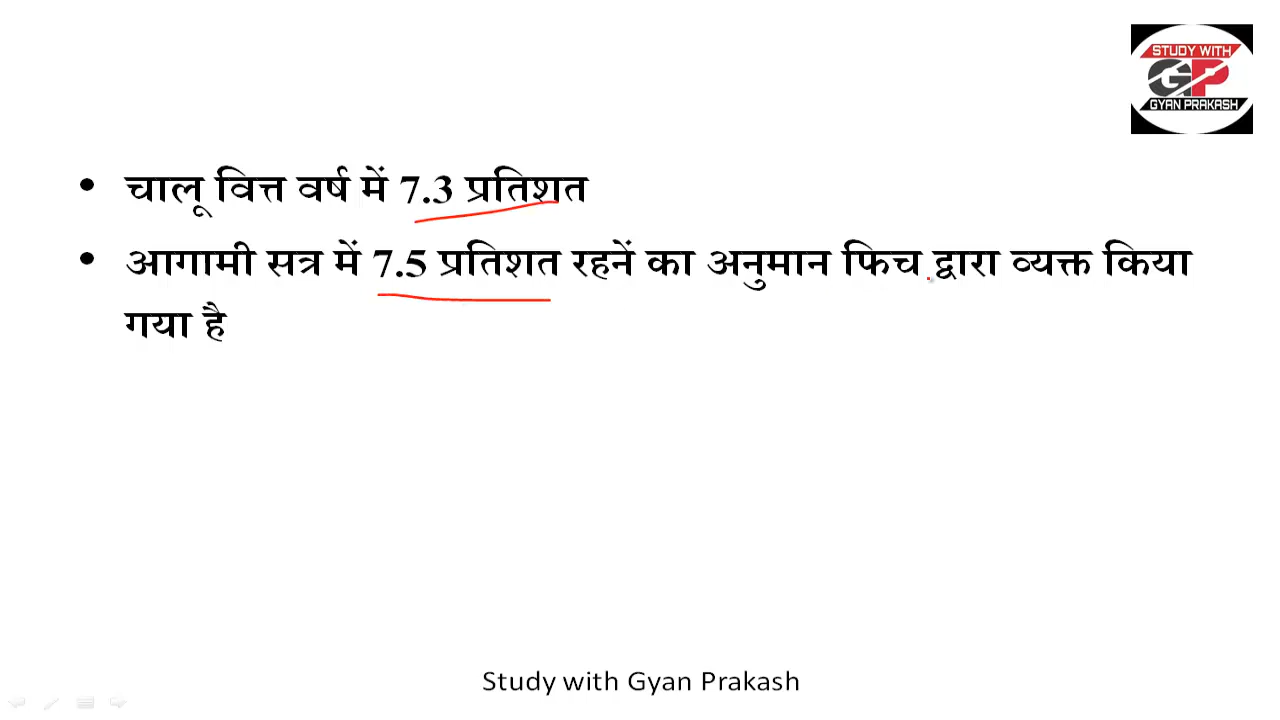 STUDY WITH
GP
GYAN PRAKASH
• चालू वित्त वर्ष में 7.3 प्रतिशत
• आगामी सत्र में 7.5 प्रतिशत रहनें का अनुमान फिच द्वारा व्यक्त किया
गया है
Study with Gyan Prakash